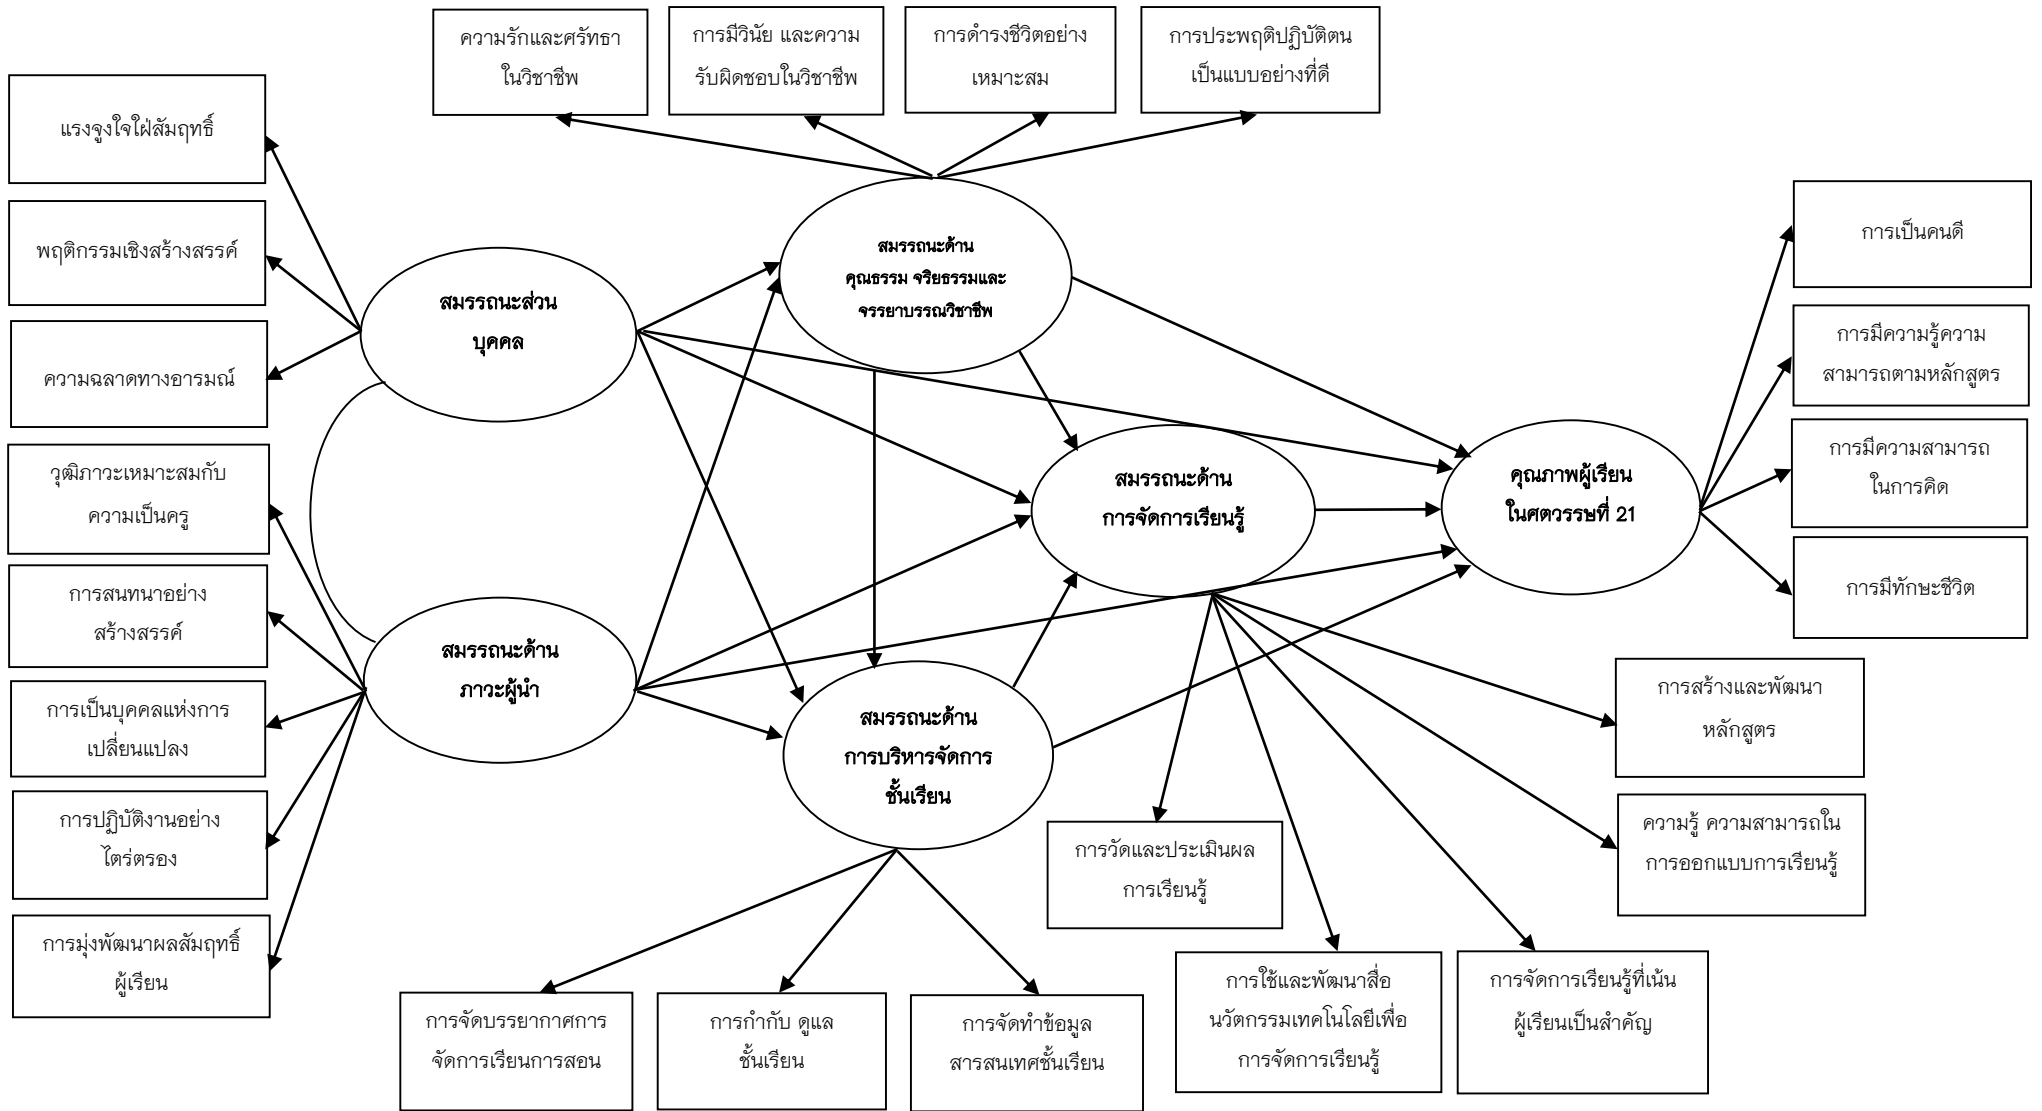 ความรักและศรัทธา
ในวิชาชีพ
การมีวินัย และความ
รับผิดชอบในวิชาชีพ
การดำรงชีวิตอย่าง
เหมาะสม
การประพฤติปฏิบัติตน
เป็นแบบอย่างที่ดี
แรงจูงใจใฝ่สัมฤทธิ์
พฤติกรรมเชิงสร้างสรรค์
ความฉลาดทางอารมณ์
วุฒิภาวะเหมาะสมกับ
ความเป็นครู
การสนทนาอย่าง
สร้างสรรค์
การเป็นบุคคลแห่งการ
เปลี่ยนแปลง
การปฏิบัติงานอย่าง
ไตร่ตรอง
การมุ่งพัฒนาผลสัมฤทธิ์
ผู้เรียน
สมรรถนะส่วน
บุคคล
สมรรถนะด้าน
ภาวะผู้นำ
สมรรถนะด้าน
คุณธรรม จริยธรรมและ
จรรยาบรรณวิชาชีพ
สมรรถนะด้าน
การจัดการเรียนรู้
สมรรถนะด้าน
การบริหารจัดการ
ชั้นเรียน
คุณภาพผู้เรียน
ในศตวรรษที่ 21
การเป็นคนดี
การมีความรู้ความ
สามารถตามหลักสูตร
การมีความสามารถ
ในการคิด
การมีทักษะชีวิต
การสร้างและพัฒนา
หลักสูตร
ความรู้ ความสามารถใน
การออกแบบการเรียนรู้
การวัดและประเมินผล
การเรียนรู้
การใช้และพัฒนาสื่อ
นวัตกรรมเทคโนโลยีเพื่อ
การจัดการเรียนรู้
การจัดการเรียนรู้ที่เน้น
ผู้เรียนเป็นสำคัญ
การจัดบรรยากาศการ
จัดการเรียนการสอน
การกำกับ ดูแล
ชั้นเรียน
การจัดทำข้อมูล
สารสนเทศชั้นเรียน